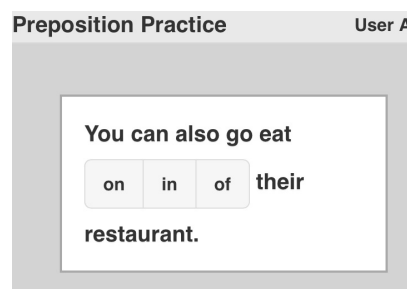 Preposition Practice User A
You can also go eat
on in of their
restaurant.